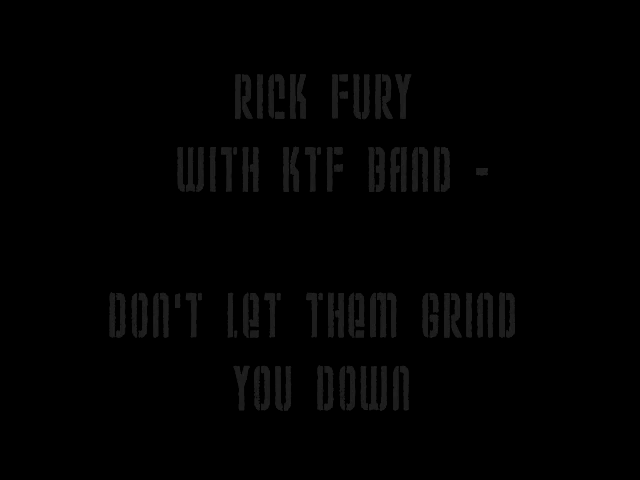 RICK FURY
WITH KTF BAND -
DON'T LET THEM GRIND
YOU DOWN